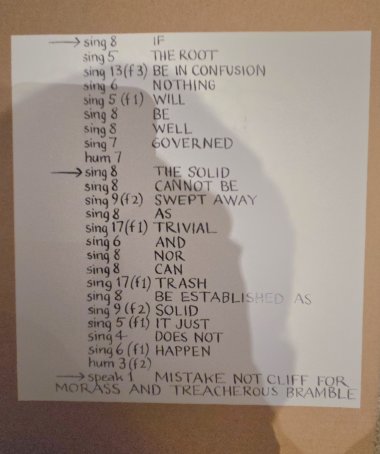 → sing 8 IF
sing 5 THE ROOT
sing 13 (f3) BE IN CONFUSION
sing 6 NOTHING
sing 5 (f1) WILL
sing 8 BE
sing 8 WELL
sing 7 GOVERNED
hum 7
→ sing 8 THE SOLID
sing 8 CANNOT BE
sing 9 (f2) SWEPT AWAY
sing 8 AS
sing 17 (f1) TRIVIAL
sing 6 AND
sing 8 NOR
sing 8 CAN
sing 17 (f1) TRASH
sing 8 BE ESTABLISHED AS
sing 9 (f2) SOLID
sing 5 (f1) IT JUST
sing 4 DOES NOT
sing 6 (f1) HAPPEN
hum 3 (f2)
→ speak 1 MISTAKE NOT CLIFF FOR
MORASS AND TREACHEROUS BRAMBLE